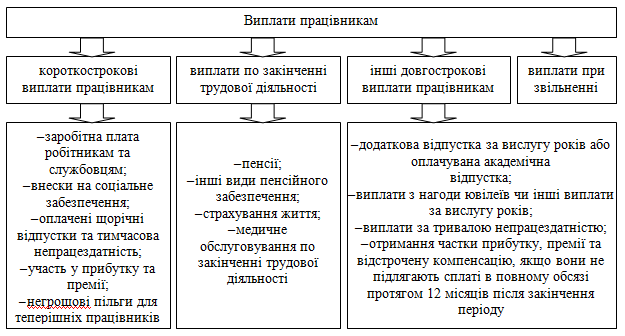 Виплати працівникам
короткострокові
виплати працівникам
виплати по закінченні
трудової діяльності
інші довгострокові
виплати працівникам
виплати при
звільненні
–заробітна плата
робітникам та
службовцям;
–внески на соціальне
забезпечення;
–оплачені щорічні
відпустки та тимчасова
непрацездатність;
–участь у прибутку та
премії;
–негрошові пільги для
теперішніх працівників
–пенсії;
–інші види пенсійного
забезпечення;
–страхування життя;
–медичне
обслуговування по
закінченні трудової
діяльності
–додаткова відпустка за вислугу років або
оплачувана академічна
відпустка;
–виплати з нагоди ювілеїв чи інші виплати
за вислугу років;
–виплати за тривалою непрацездатністю;
–отримання частки прибутку, премії та
відстрочену компенсацію, якщо вони не
підлягають сплаті в повному обсязі
протягом 12 місяців після закінчення
періоду